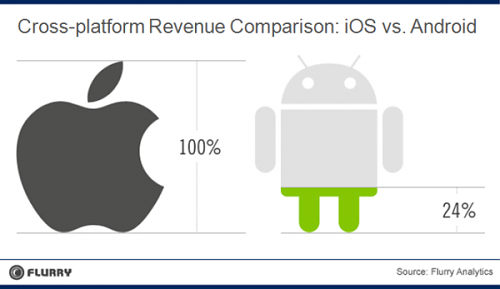 Cross-platform Revenue Comparison: iOS vs. Android
100%
24%
FLURRY
Source: Flurry Analytics